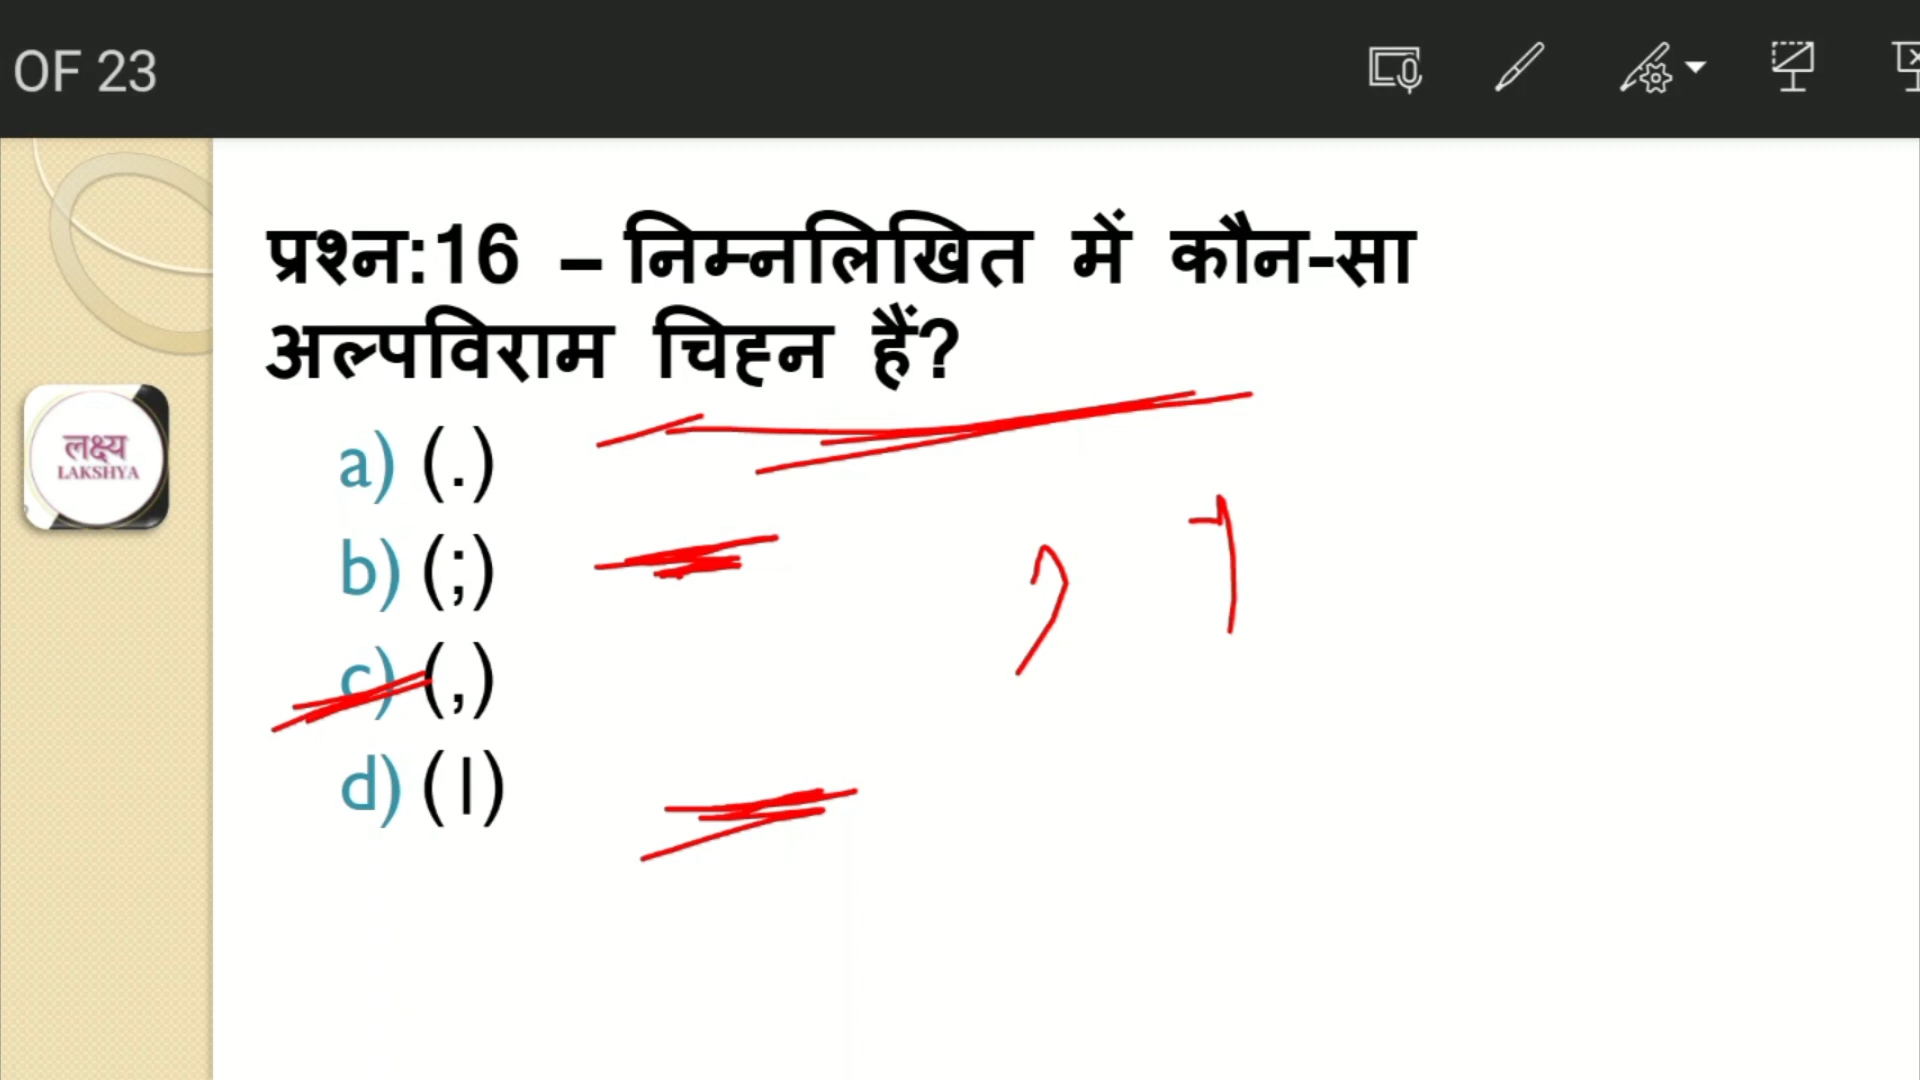 OF 23
प्रश्न:16 – निम्नलिखित में कौन-सा
अल्पविराम चिह्न हैं?
लक्ष्य
LAKSHYA
a) (.)
b) (;)
c) (,)
d) (।)
,